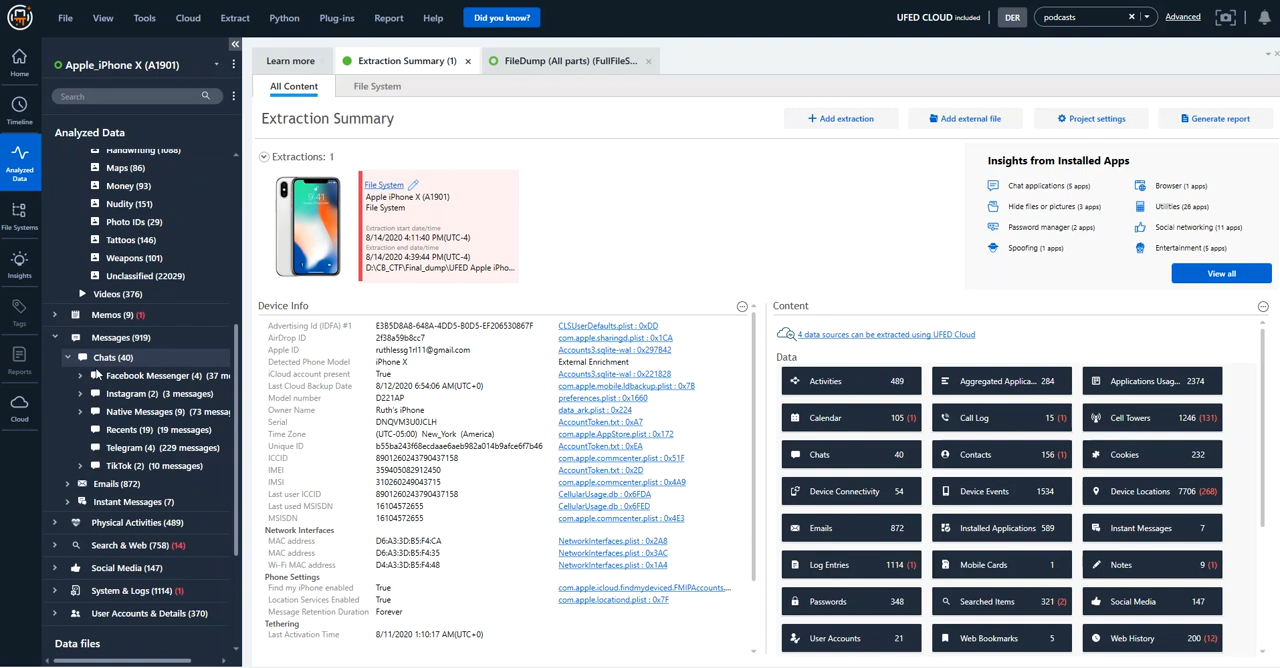 File View Tools Cloud Extract Python Plug-ins Report Help Did you know? UFED CLOUD included DER podcasts Advanced
Home
Timeline
Analyzed Data
File Systems
Insights
Tags
Reports
Cloud
Apple_iPhone X (A1901)
Search
Analyzed Data
Handwriting (1088)
Maps (86)
Money (93)
Nudity (151)
Photo IDs (29)
Tattoos (146)
Weapons (101)
Unclassified (22029)
Videos (376)
Memos (9) (1)
Messages (919)
Chats (40)
Facebook Messenger (4) (37 m
Instagram (2) (3 messages)
Native Messages (9) (73 messag
Recents (19) (19 messages)
Telegram (4) (229 messages)
TikTok (2) (10 messages)
Emails (872)
Instant Messages (7)
Physical Activities (489)
Search & Web (758) (14)
Social Media (147)
System & Logs (1114) (1)
User Accounts & Details (370)
Data files
Learn more Extraction Summary (1) FileDump (All parts) (FullFileS...
All Content File System
Extraction Summary
Add extraction Add external file Project settings Generate report
Extractions: 1
File System
Apple iPhone X (A1901)
File System
Extraction start date/time
8/14/2020 4:11:40 PM(UTC-4)
Extraction end date/time
8/14/2020 4:39:44 PM(UTC-4)
D:\CB_CTF\Final_dump\UFED Apple iPho...
Insights from Installed Apps
Chat applications (5 apps) Browser (1 apps)
Hide files or pictures (3 apps) Utilities (26 apps)
Password manager (2 apps) Social networking (11 apps)
Spoofing (1 apps) Entertainment (5 apps)
View all
Device Info
Advertising Id (IDFA) #1 E3B5D8A8-648A-4DD5-B0D5-EF206530867F CLSUserDefaults.plist : 0xDD
AirDrop ID 2f38a59b8cc7 com.apple.sharingd.plist : 0x1CA
Apple ID ruthlessg1rl11@gmail.com Accounts3.sqlite-wal : 0x297B42
Detected Phone Model iPhone X External Enrichment
iCloud account present True Accounts3.sqlite-wal : 0x221828
Last Cloud Backup Date 8/12/2020 6:54:06 AM(UTC+0) com.apple.mobile.ldbackup.plist : 0x7B
Model number D221AP preferences.plist : 0x1660
Owner Name Ruth's iPhone data_ark.plist : 0x224
Serial DNQVM3U0JCLH AccountToken.txt : 0xA7
Time Zone (UTC-05:00) New_York (America) com.apple.AppStore.plist : 0x172
Unique ID b55ba243f68ecdaae6aeb982a014b9afce6f7b46 AccountToken.txt : 0xEA
ICCID 8901260243790437158 com.apple.commcenter.plist : 0x51F
IMEI 359405082912450 AccountToken.txt : 0x2D
IMSI 310260249043715 com.apple.commcenter.plist : 0x4A9
Last user ICCID 8901260243790437158 CellularUsage.db : 0x6FDA
Last used MSISDN 16104572655 CellularUsage.db : 0x6FED
MSISDN 16104572655 com.apple.commcenter.plist : 0x4E3
Network Interfaces
MAC address D6:A3:3D:B5:F4:CA NetworkInterfaces.plist : 0x2A8
MAC address D6:A3:3D:B5:F4:35 NetworkInterfaces.plist : 0x3AC
Wi-Fi MAC address D4:A3:3D:B5:F4:48 NetworkInterfaces.plist : 0x1A4
Phone Settings
Find my iPhone enabled True com.apple.icloud.findmydeviced.FMIPAccounts....
Location Services Enabled True com.apple.locationd.plist : 0x7F
Message Retention Duration Forever
Tethering
Last Activation Time 8/11/2020 1:10:17 AM(UTC+0)
Content
4 data sources can be extracted using UFED Cloud
Data
Activities 489 Aggregated Applica... 284 Applications Usag... 2374
Calendar 105 (1) Call Log 15 (1) Cell Towers 1246 (131)
Chats 40 Contacts 156 (1) Cookies 232
Device Connectivity 54 Device Events 1534 Device Locations 7706 (268)
Emails 872 Installed Applications 589 Instant Messages 7
Log Entries 1114 (1) Mobile Cards 1 Notes 9 (1)
Passwords 348 Searched Items 321 (2) Social Media 147
User Accounts 21 Web Bookmarks 5 Web History 200 (12)